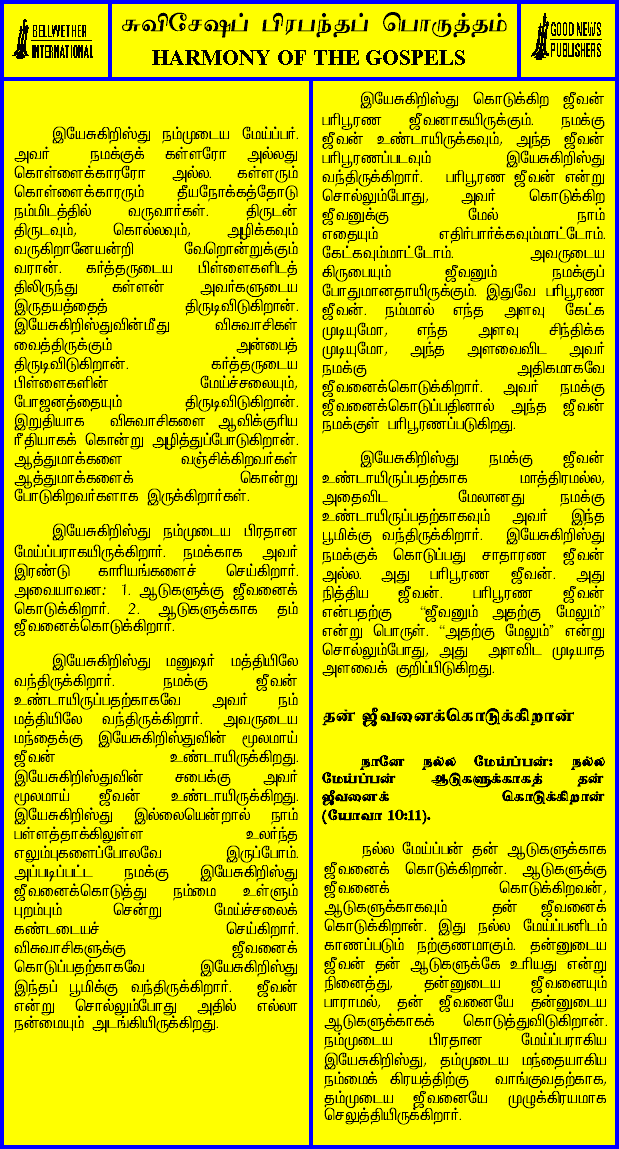 BELLWETHER
INTERNATIONAL
சுவிசேஷப் பிரபந்தப் பொருத்தம்
HARMONY OF THE GOSPELS
GOOD NEWS
PUBLISHERS
இயேசுகிறிஸ்து நம்முடைய மேய்ப்பர்.
அவர் நமக்குக் கள்ளரோ அல்லது
கொள்ளைக்காரரோ அல்ல. கள்ளரும்
கொள்ளைக்காரரும் தீயநோக்கத்தோடு
நம்மிடத்தில் வருவார்கள். திருடன்
திருடவும், கொல்லவும், அழிக்கவும்
வருகிறானேயன்றி வேறொன்றுக்கும்
வரான். கர்த்தருடைய பிள்ளைகளிடத்
திலிருந்து கள்ளன் அவர்களுடைய
இருதயத்தைத் திருடிவிடுகிறான்.
இயேசுகிறிஸ்துவின்மீது விசுவாசிகள்
வைத்திருக்கும் அன்பைத்
திருடிவிடுகிறான். கர்த்தருடைய
பிள்ளைகளின் மேய்ச்சலையும்,
போஜனத்தையும் திருடிவிடுகிறான்.
இறுதியாக விசுவாசிகளை ஆவிக்குரிய
ரீதியாகக் கொன்று அழித்துப்போடுகிறான்.
ஆத்துமாக்களை வஞ்சிக்கிறவர்கள்
ஆத்துமாக்களைக் கொன்று
போடுகிறவர்களாக இருக்கிறார்கள்.
இயேசுகிறிஸ்து நம்முடைய பிரதான
மேய்ப்பராகயிருக்கிறார். நமக்காக அவர்
இரண்டு காரியங்களைச் செய்கிறார்.
அவையாவன: 1. ஆடுகளுக்கு ஜீவனைக்
கொடுக்கிறார். 2. ஆடுகளுக்காக தம்
ஜீவனைக்கொடுக்கிறார்.
இயேசுகிறிஸ்து மனுஷர் மத்தியிலே
வந்திருக்கிறார். நமக்கு ஜீவன்
உண்டாயிருப்பதற்காகவே அவர் நம்
மத்தியிலே வந்திருக்கிறார். அவருடைய
மந்தைக்கு இயேசுகிறிஸ்துவின் மூலமாய்
ஜீவன் உண்டாயிருக்கிறது.
இயேசுகிறிஸ்துவின் சபைக்கு அவர்
மூலமாய் ஜீவன் உண்டாயிருக்கிறது.
இயேசுகிறிஸ்து இல்லையென்றால் நாம்
பள்ளத்தாக்கிலுள்ள உலர்ந்த
எலும்புகளைப்போலவே இருப்போம்.
அப்படிப்பட்ட நமக்கு இயேசுகிறிஸ்து
ஜீவனைக்கொடுத்து நம்மை உள்ளும்
புறம்பும் சென்று மேய்ச்சலைக்
கண்டடையச் செய்கிறார்.
விசுவாசிகளுக்கு ஜீவனைக்
கொடுப்பதற்காகவே இயேசுகிறிஸ்து
இந்தப் பூமிக்கு வந்திருக்கிறார். ஜீவன்
என்று சொல்லும்போது அதில் எல்லா
நன்மையும் அடங்கியிருக்கிறது.
இயேசுகிறிஸ்து கொடுக்கிற ஜீவன்
பரிபூரண ஜீவனாகயிருக்கும். நமக்கு
ஜீவன் உண்டாயிருக்கவும், அந்த ஜீவன்
பரிபூரணப்படவும் இயேசுகிறிஸ்து
வந்திருக்கிறார். பரிபூரண ஜீவன் என்று
சொல்லும்போது, அவர் கொடுக்கிற
ஜீவனுக்கு மேல் நாம்
எதையும் எதிர்பார்க்கவும்மாட்டோம்.
கேட்கவும்மாட்டோம். அவருடைய
கிருபையும் ஜீவனும் நமக்குப்
போதுமானதாயிருக்கும். இதுவே பரிபூரண
ஜீவன். நம்மால் எந்த அளவு கேட்க
முடியுமோ, எந்த அளவு சிந்திக்க
முடியுமோ, அந்த அளவைவிட அவர்
நமக்கு அதிகமாகவே
ஜீவனைக்கொடுக்கிறார். அவர் நமக்கு
ஜீவனைக்கொடுப்பதினால் அந்த ஜீவன்
நமக்குள் பரிபூரணப்படுகிறது.
இயேசுகிறிஸ்து நமக்கு ஜீவன்
உண்டாயிருப்பதற்காக மாத்திரமல்ல,
அதைவிட மேலானது நமக்கு
உண்டாயிருப்பதற்காகவும் அவர் இந்த
பூமிக்கு வந்திருக்கிறார். இயேசுகிறிஸ்து
நமக்குக் கொடுப்பது சாதாரண ஜீவன்
அல்ல. அது பரிபூரண ஜீவன். அது
நித்திய ஜீவன். பரிபூரண ஜீவன்
என்பதற்கு “ஜீவனும் அதற்கு மேலும்”
என்று பொருள். “அதற்கு மேலும்” என்று
சொல்லும்போது, அது அளவிட முடியாத
அளவைக் குறிப்பிடுகிறது.
தன் ஜீவனைக்கொடுக்கிறான்
நானே நல்ல மேய்ப்பன்: நல்ல
மேய்ப்பன் ஆடுகளுக்காகத் தன்
ஜீவனைக் கொடுக்கிறான்
(யோவா 10:11).
நல்ல மேய்ப்பன் தன் ஆடுகளுக்காக
ஜீவனைக் கொடுக்கிறான். ஆடுகளுக்கு
ஜீவனைக் கொடுக்கிறவன்,
ஆடுகளுக்காகவும் தன் ஜீவனைக்
கொடுக்கிறான். இது நல்ல மேய்ப்பனிடம்
காணப்படும் நற்குணமாகும். தன்னுடைய
ஜீவன் தன் ஆடுகளுக்கே உரியது என்று
நினைத்து, தன்னுடைய ஜீவனையும்
பாராமல், தன் ஜீவனையே தன்னுடைய
ஆடுகளுக்காகக் கொடுத்துவிடுகிறான்.
நம்முடைய பிரதான மேய்ப்பராகிய
இயேசுகிறிஸ்து, தம்முடைய மந்தையாகிய
நம்மைக் கிரயத்திற்கு வாங்குவதற்காக,
தம்முடைய ஜீவனையே முழுக்கிரயமாக
செலுத்தியிருக்கிறார்.